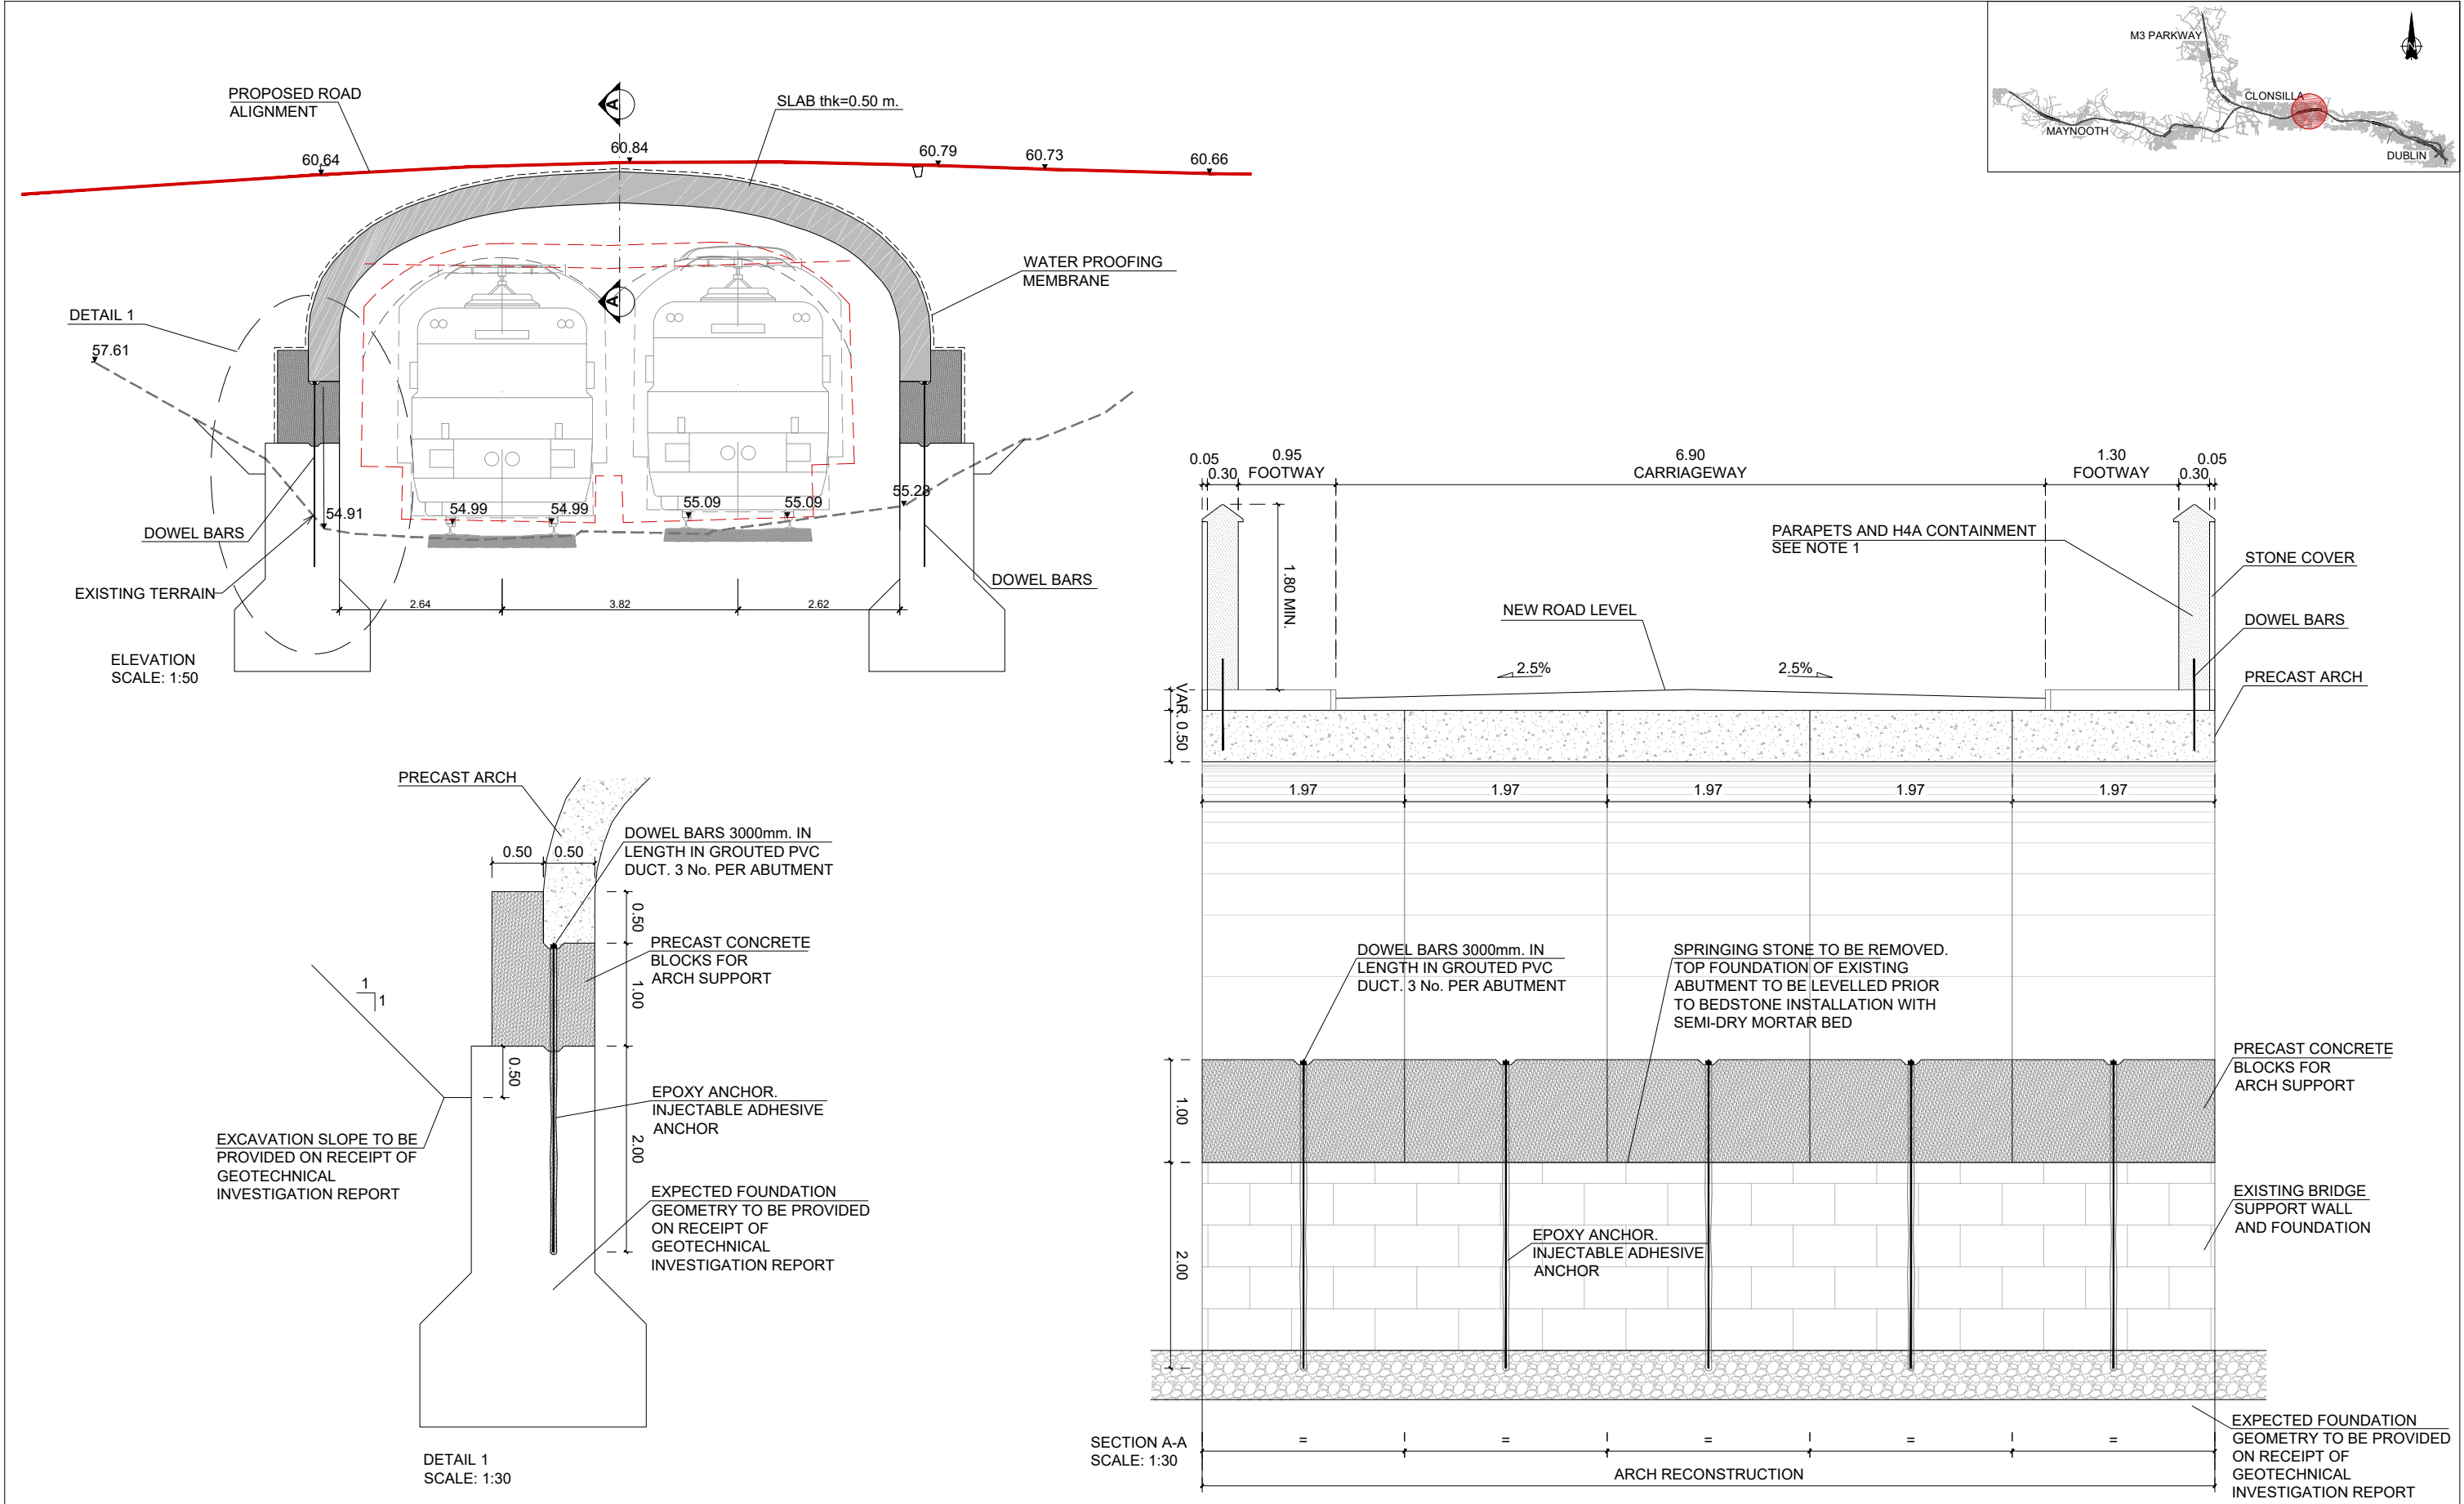 M3 PARKWAY
CLONSILLA
MAYNOOTH
DUBLIN
N
PROPOSED ROAD
ALIGNMENT
A
SLAB thk=0.50 m.
60.64
60.84
60.79
60.73
60.66
WATER PROOFING
MEMBRANE
A
DETAIL 1
57.61
54.91
54.99
54.99
55.09
55.09
55.28
DOWEL BARS
EXISTING TERRAIN
DOWEL BARS
2.64
3.82
2.62
ELEVATION
SCALE: 1:50
0.05
0.30
0.95
FOOTWAY
6.90
CARRIAGEWAY
1.30
FOOTWAY
0.30
0.05
1.80 MIN.
PARAPETS AND H4A CONTAINMENT
SEE NOTE 1
STONE COVER
NEW ROAD LEVEL
DOWEL BARS
2.5%
2.5%
PRECAST ARCH
VAR.
0.50
1.97
1.97
1.97
1.97
1.97
DOWEL BARS 3000mm. IN
LENGTH IN GROUTED PVC
DUCT. 3 No. PER ABUTMENT
SPRINGING STONE TO BE REMOVED.
TOP FOUNDATION OF EXISTING
ABUTMENT TO BE LEVELLED PRIOR
TO BEDSTONE INSTALLATION WITH
SEMI-DRY MORTAR BED
PRECAST CONCRETE
BLOCKS FOR
ARCH SUPPORT
1.00
EXISTING BRIDGE
SUPPORT WALL
AND FOUNDATION
EPOXY ANCHOR.
INJECTABLE ADHESIVE
ANCHOR
2.00
EXPECTED FOUNDATION
GEOMETRY TO BE PROVIDED
ON RECEIPT OF
GEOTECHNICAL
INVESTIGATION REPORT
SECTION A-A
SCALE: 1:30
=
=
=
=
=
ARCH RECONSTRUCTION
PRECAST ARCH
0.50
0.50
DOWEL BARS 3000mm. IN
LENGTH IN GROUTED PVC
DUCT. 3 No. PER ABUTMENT
0.50
PRECAST CONCRETE
BLOCKS FOR
ARCH SUPPORT
1.00
1
1
0.50
EPOXY ANCHOR.
INJECTABLE ADHESIVE
ANCHOR
2.00
EXCAVATION SLOPE TO BE
PROVIDED ON RECEIPT OF
GEOTECHNICAL
INVESTIGATION REPORT
EXPECTED FOUNDATION
GEOMETRY TO BE PROVIDED
ON RECEIPT OF
GEOTECHNICAL
INVESTIGATION REPORT
DETAIL 1
SCALE: 1:30